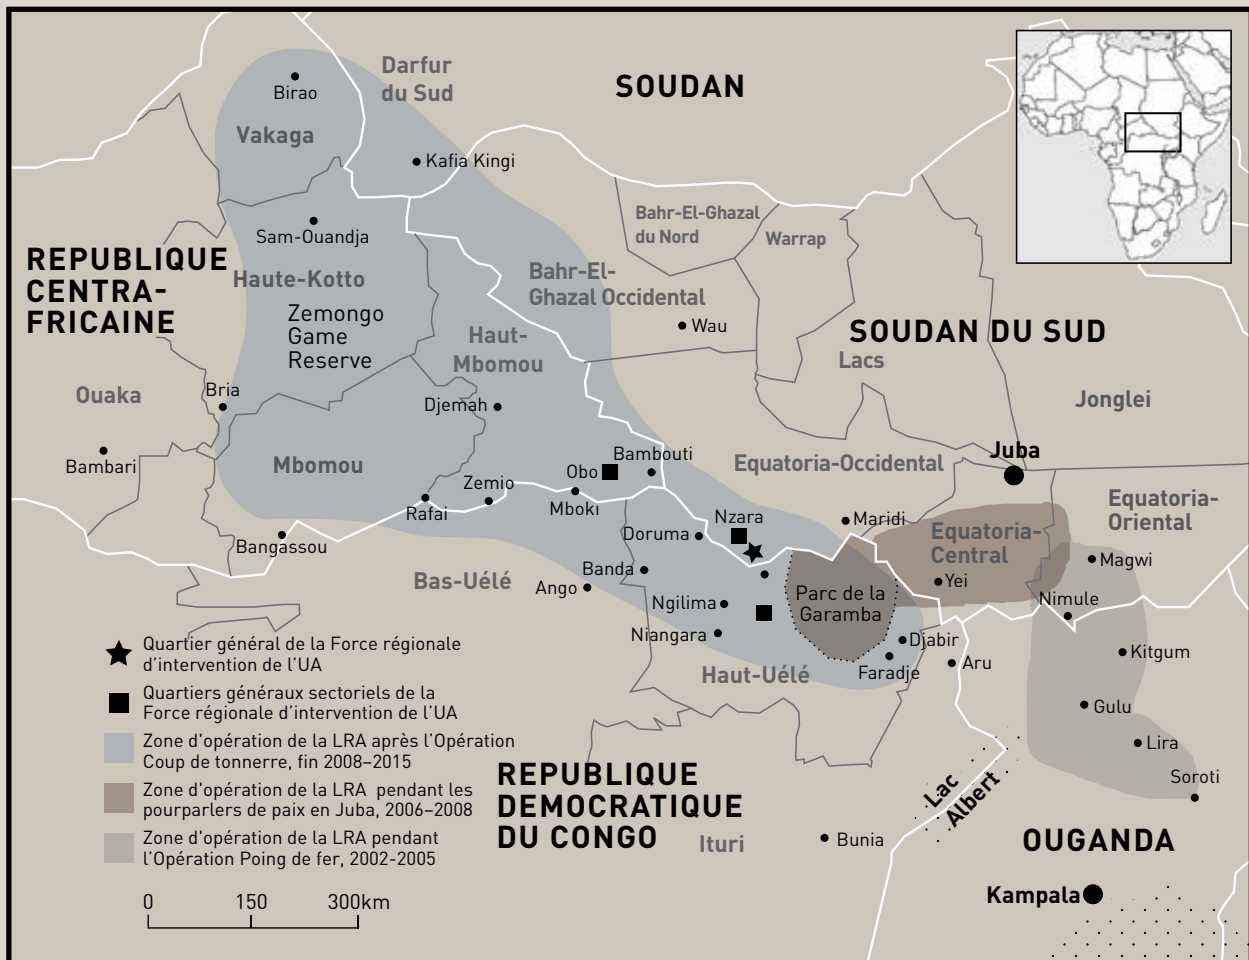 Darfur
du Sud
SOUDAN
Birao
Vakaga
Kafia Kingi
Bahr-El-Ghazal
du Nord
Warrap
Sam-Ouandja
REPUBLIQUE
CENTRA-
FRICAINE
Haute-Kotto
Zemongo
Game
Reserve
Bahr-El-
Ghazal Occidental
Wau
SOUDAN DU SUD
Haut-
Mbomou
Lacs
Ouaka
Bria
Djemah
Jonglei
Bambari
Mbomou
Obo
Bambouti
Equatoria-Occidental
Juba
Zemio
Mboki
Rafai
Bangassou
Nzara
Doruma
Maridi
Equatoria-
Central
Equatoria-
Oriental
Magwi
Bas-Uélé
Banda
Ango
Parc de la
Garamba
Yei
Nimule
Ngilima
Niangara
Djabir
Faradje
Aru
Kitgum
Haut-Uélé
Gulu
Lira
Soroti
Quartier général de la Force régionale
d'intervention de l'UA
Quartiers généraux sectoriels de la
Force régionale d'intervention de l'UA
Zone d'opération de la LRA après l'Opération
Coup de tonnerre, fin 2008–2015
Zone d'opération de la LRA pendant les
pourparlers de paix en Juba, 2006–2008
Zone d'opération de la LRA pendant
l'Opération Poing de fer, 2002-2005
REPUBLIQUE
DEMOCRATIQUE
DU CONGO
Ituri
Bunia
Lac
Albert
OUGANDA
Kampala
0 150 300km